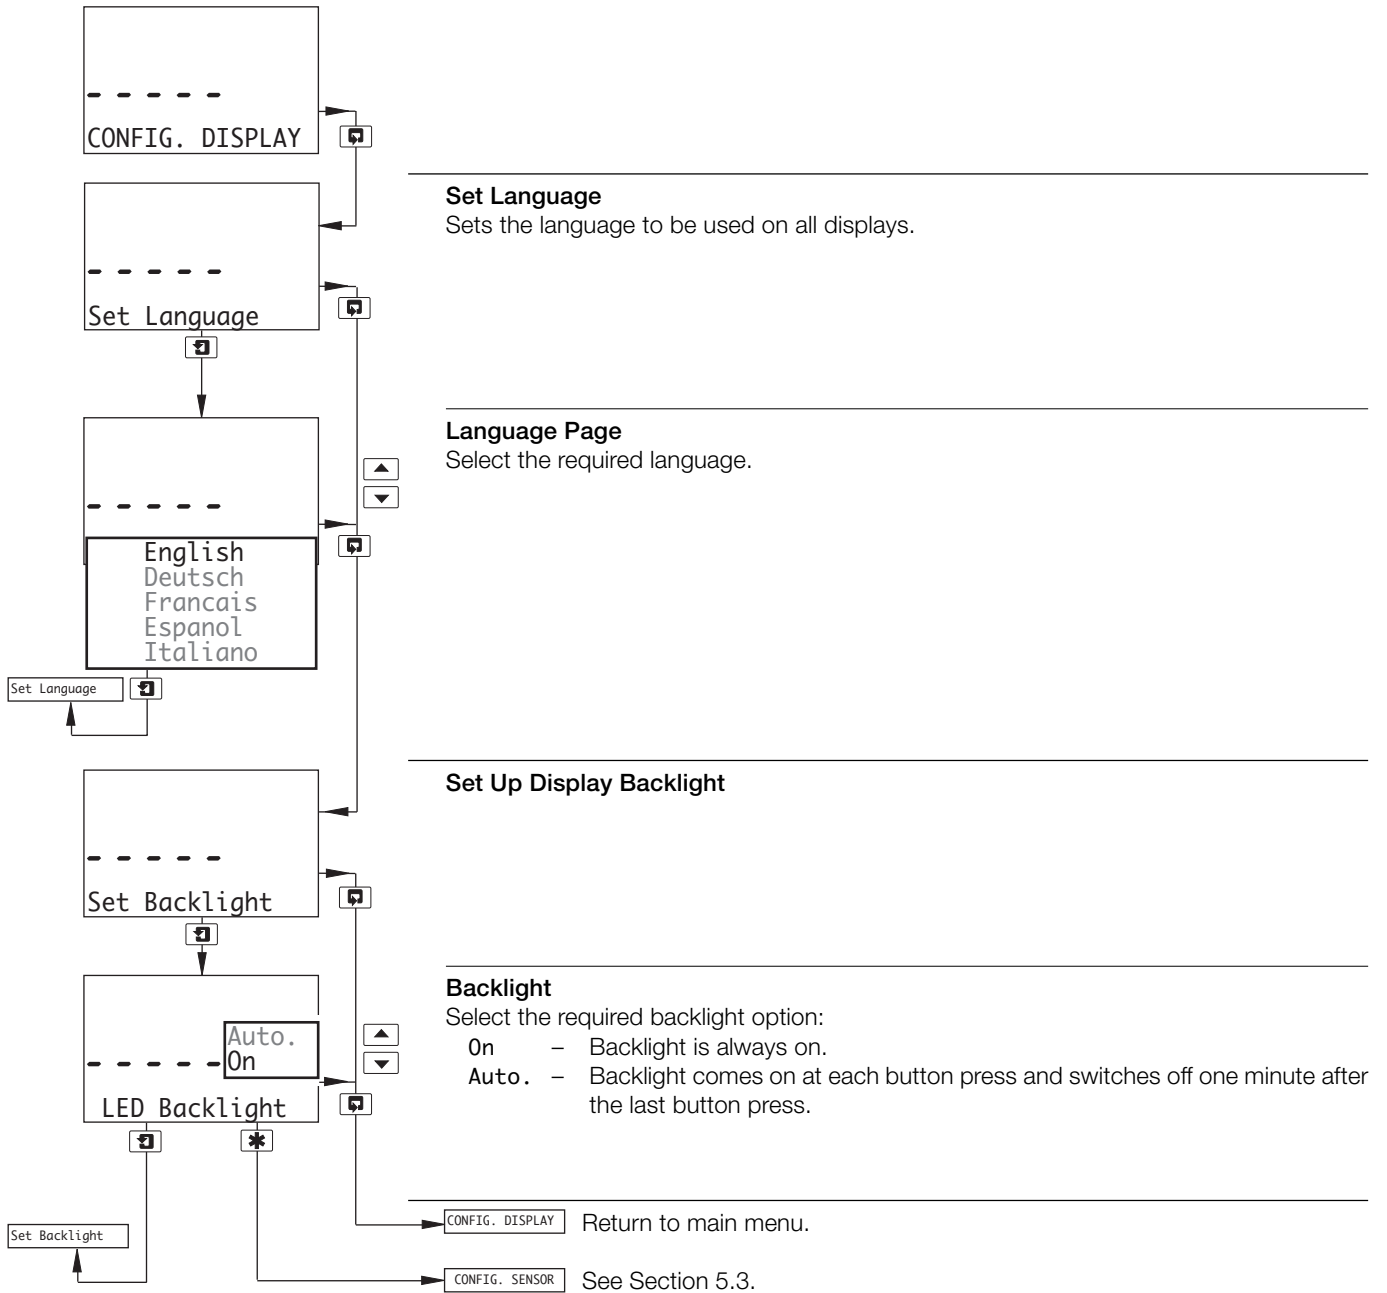 CONFIG. DISPLAY
Set Language
Sets the language to be used on all displays.
Set Language
Language Page
Select the required language.
English
Deutsch
Francais
Espanol
Italiano
Set Language
Set Up Display Backlight
Set Backlight
Backlight
Select the required backlight option:
On – Backlight is always on.
Auto. – Backlight comes on at each button press and switches off one minute after
the last button press.
Auto.
On
LED Backlight
CONFIG. DISPLAY Return to main menu.
Set Backlight
CONFIG. SENSOR See Section 5.3.